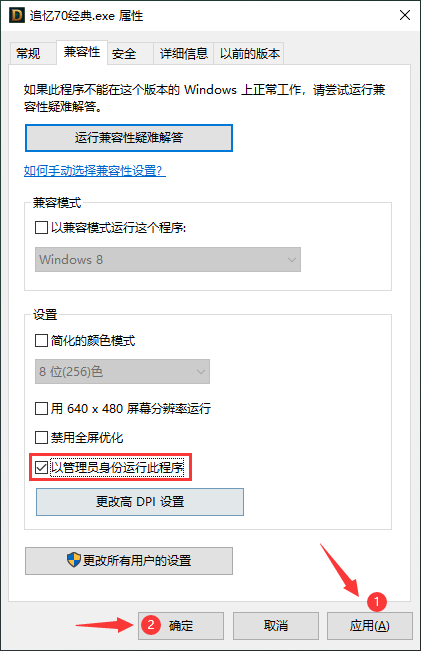 追忆70经典.exe 属性
常规 兼容性 安全 详细信息 以前的版本
如果此程序不能在这个版本的 Windows 上正常工作，请尝试运行兼
容性疑难解答。
运行兼容性疑难解答
如何手动选择兼容性设置？
兼容模式
以兼容模式运行这个程序:
Windows 8
设置
简化的颜色模式
8 位(256)色
用 640 x 480 屏幕分辨率运行
禁用全屏优化
以管理员身份运行此程序
更改高 DPI 设置
更改所有用户的设置
1
2 确定 取消 应用(A)